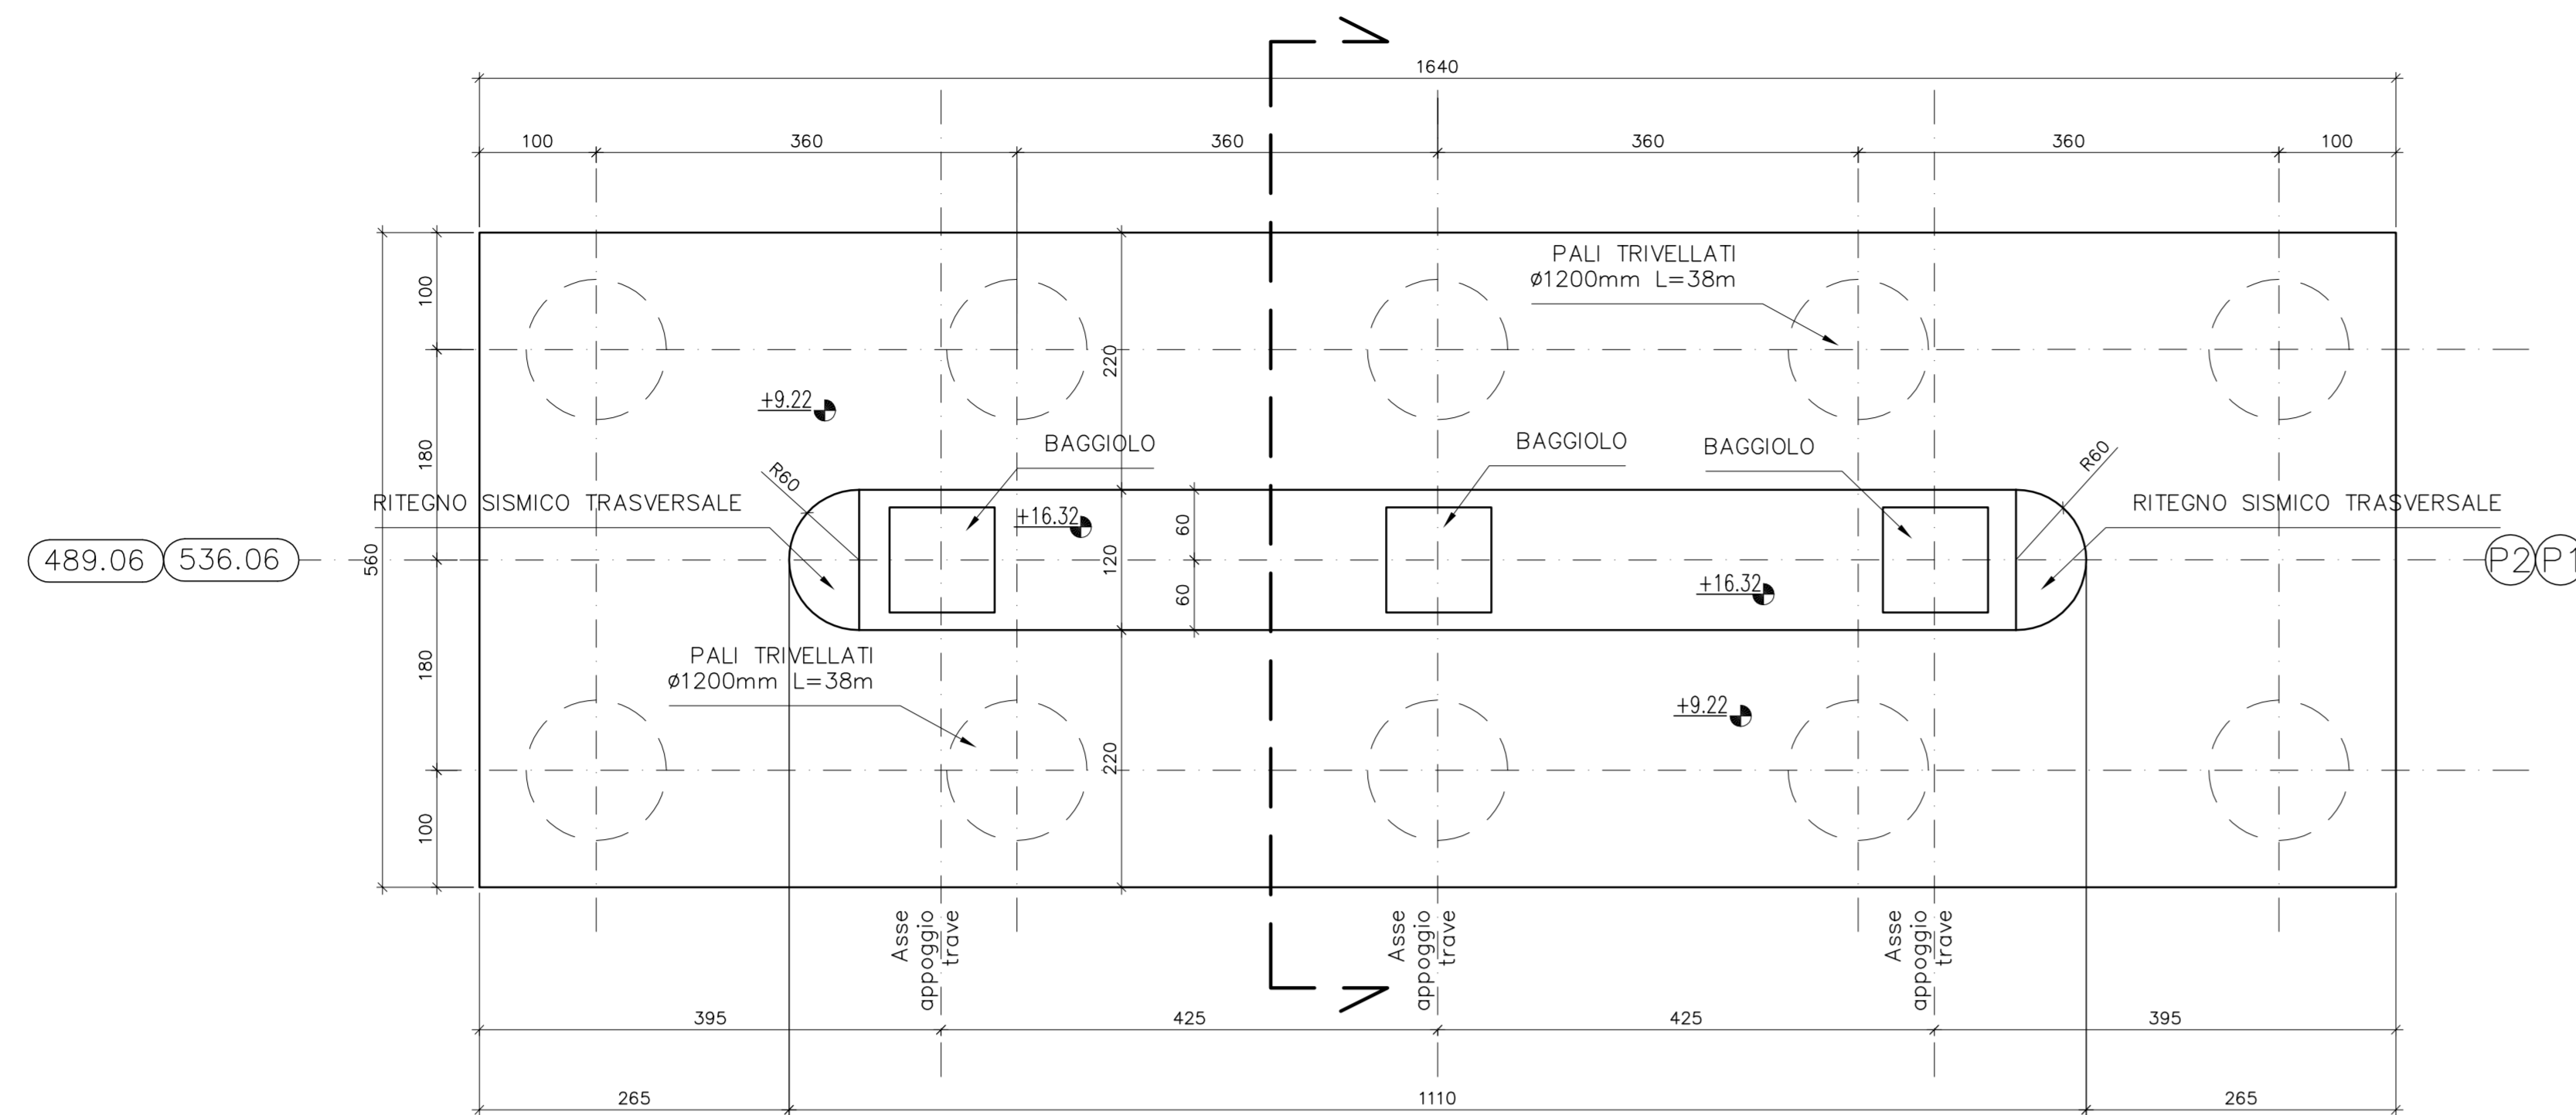 1640
100
360
360
360
360
100
PALI TRIVELLATI
ø1200mm L=38m
100
220
+9.22
180
BAGGIOLO
BAGGIOLO
BAGGIOLO
R60
R60
RITEGNO SISMICO TRASVERSALE
RITEGNO SISMICO TRASVERSALE
+16.32
60
489.06
536.06
560
120
P2
P1
+16.32
60
180
PALI TRIVELLATI
ø1200mm L=38m
+9.22
220
100
Asse
appoggio
trave
Asse
appoggio
trave
Asse
appoggio
trave
395
425
425
395
265
1110
265